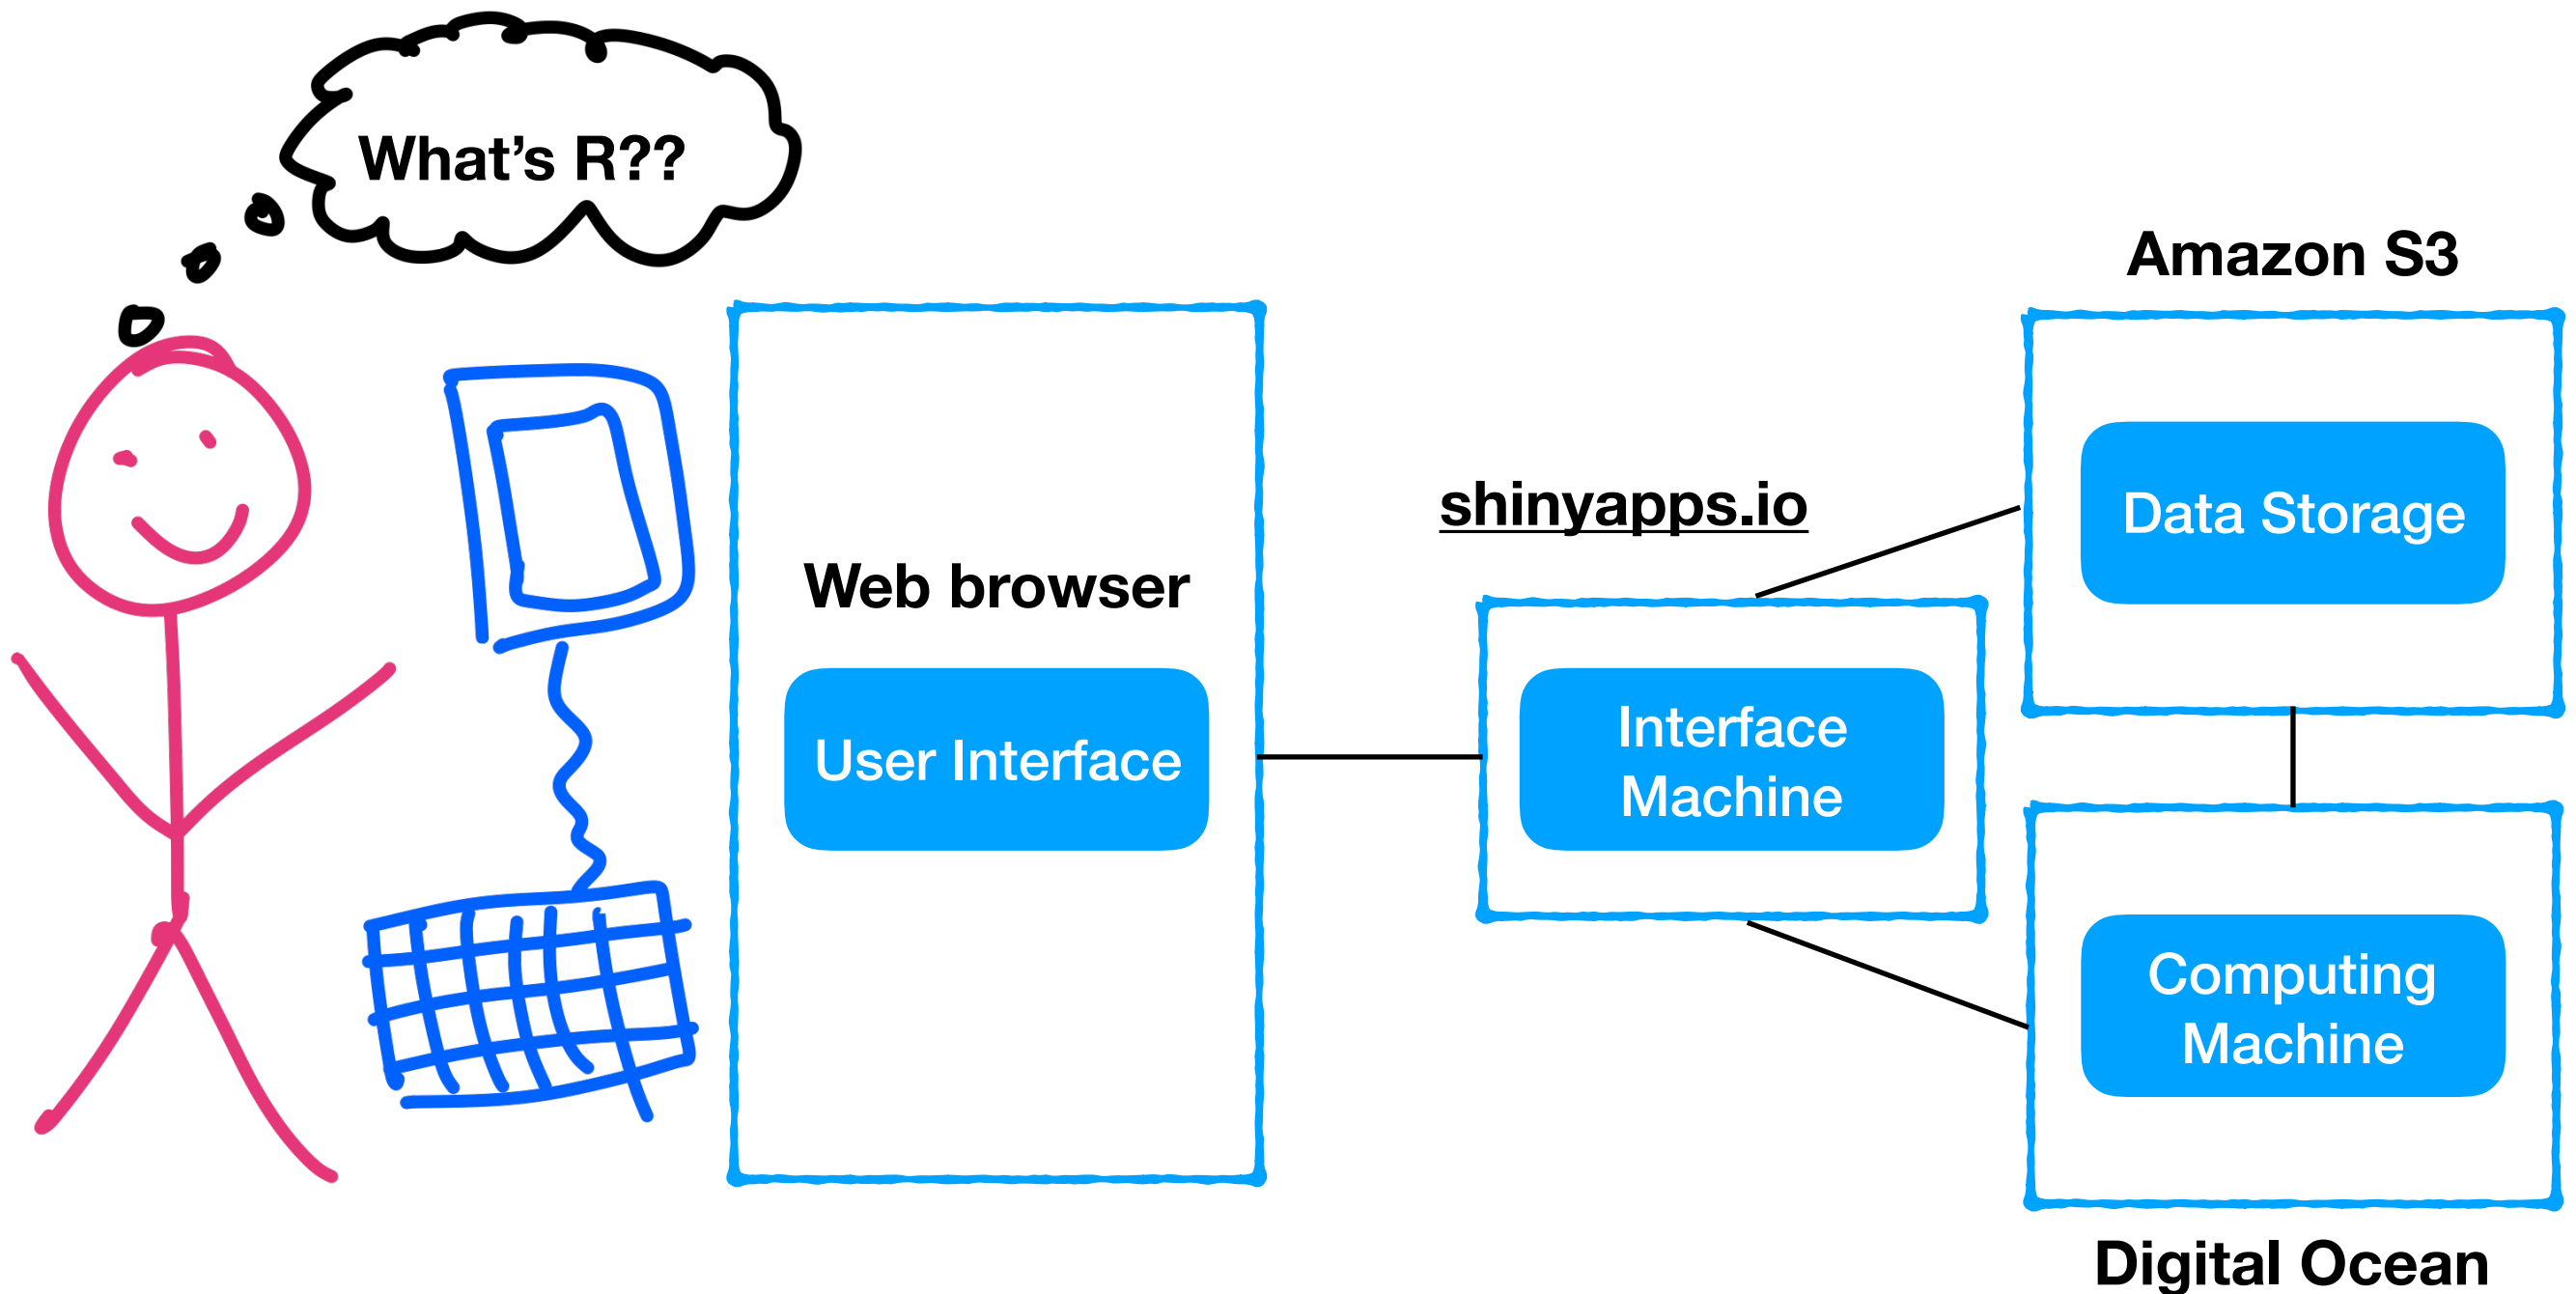 What’s R??
Amazon S3
Data Storage
shinyapps.io
Web browser
User Interface
Interface
Machine
Computing
Machine
Digital Ocean